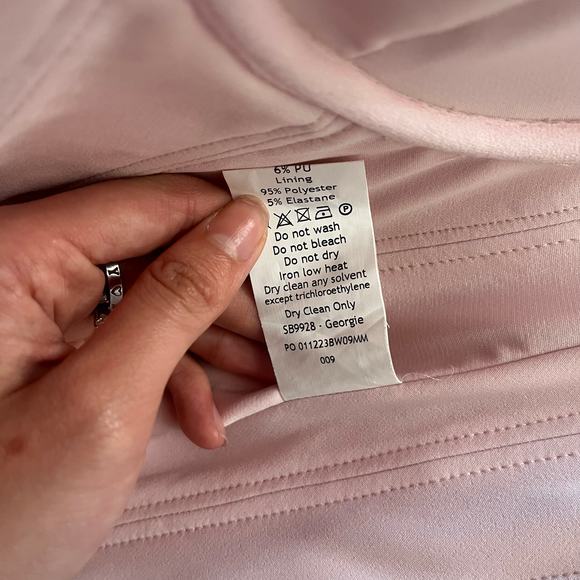 6% PU
Lining
95% Polyester
5% Elastane
P
Do not wash
Do not bleach
Do not dry
Iron low heat
Dry clean any solvent
except trichloroethylene
Dry Clean Only
SB9928 - Georgie
PO 011223BW09MM
009